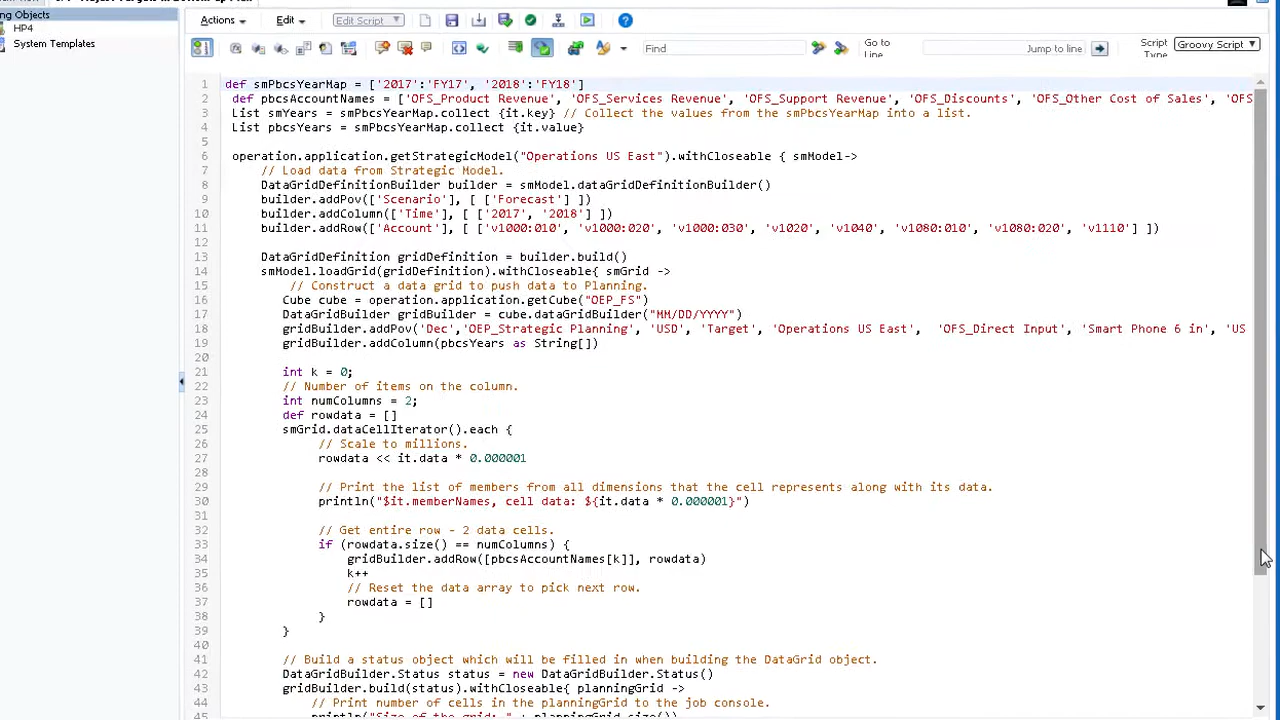 ng Objects
HP4
System Templates
Actions Edit Edit Script
Find Go to Line Jump to line Script Type Groovy Script
1 def smPbcsYearMap = ['2017':'FY17', '2018':'FY18']
2 def pbcsAccountNames = ['OFS_Product Revenue', 'OFS_Services Revenue', 'OFS_Support Revenue', 'OFS_Discounts', 'OFS_Other Cost of Sales', 'OFS
3 List smYears = smPbcsYearMap.collect {it.key} // Collect the values from the smPbcsYearMap into a list.
4 List pbcsYears = smPbcsYearMap.collect {it.value}
5
6 operation.application.getStrategicModel("Operations US East").withCloseable { smModel->
7 // Load data from Strategic Model.
8 DataGridDefinitionBuilder builder = smModel.dataGridDefinitionBuilder()
9 builder.addPov(['Scenario'], [ ['Forecast'] ])
10 builder.addColumn(['Time'], [ ['2017', '2018'] ])
11 builder.addRow(['Account'], [ ['v1000:010', 'v1000:020', 'v1000:030', 'v1020', 'v1040', 'v1080:010', 'v1080:020', 'v1110'] ])
12
13 DataGridDefinition gridDefinition = builder.build()
14 smModel.loadGrid(gridDefinition).withCloseable{ smGrid ->
15 // Construct a data grid to push data to Planning.
16 Cube cube = operation.application.getCube("OEP_FS")
17 DataGridBuilder gridBuilder = cube.dataGridBuilder("MM/DD/YYYY")
18 gridBuilder.addPov('Dec','OEP_Strategic Planning', 'USD', 'Target', 'Operations US East', 'OFS_Direct Input', 'Smart Phone 6 in', 'US
19 gridBuilder.addColumn(pbcsYears as String[])
20
21 int k = 0;
22 // Number of items on the column.
23 int numColumns = 2;
24 def rowdata = []
25 smGrid.dataCellIterator().each {
26 // Scale to millions.
27 rowdata << it.data * 0.000001
28
29 // Print the list of members from all dimensions that the cell represents along with its data.
30 println("$it.memberNames, cell data: ${it.data * 0.000001}")
31
32 // Get entire row - 2 data cells.
33 if (rowdata.size() == numColumns) {
34 gridBuilder.addRow([pbcsAccountNames[k]], rowdata)
35 k++
36 // Reset the data array to pick next row.
37 rowdata = []
38 }
39 }
40
41 // Build a status object which will be filled in when building the DataGrid object.
42 DataGridBuilder.Status status = new DataGridBuilder.Status()
43 gridBuilder.build(status).withCloseable{ planningGrid ->
44 // Print number of cells in the planningGrid to the job console.
45 println("Size of the grid: " + planningGrid.size())